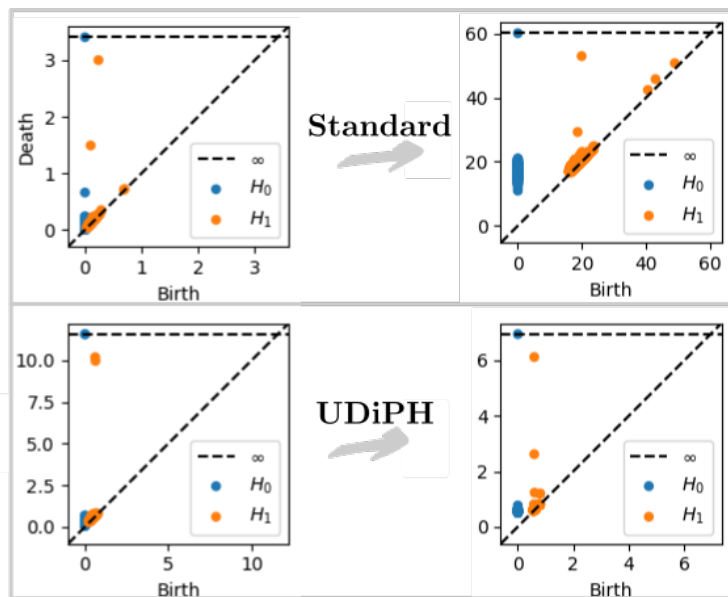 3
2
1
0
Death
0 1 2 3
Birth
∞
H₀
H₁
Standard
60
40
20
0
0 20 40 60
Birth
∞
H₀
H₁
10.0
7.5
5.0
2.5
0.0
0 5 10
Birth
∞
H₀
H₁
UDiPH
6
4
2
0
0 2 4 6
Birth
∞
H₀
H₁